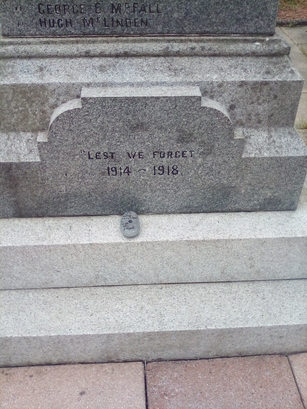 " GEORGE G. McFALL
" HUGH McLINDEN
"LEST WE FORGET"
1914 ~ 1918